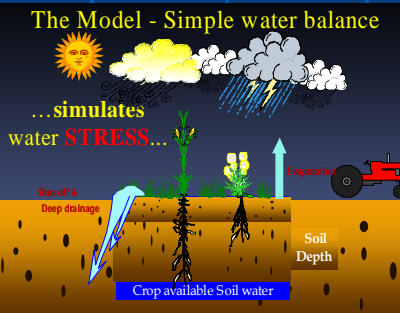 The Model - Simple water balance
…simulates
water STRESS...
Evaporation
Run off &
Deep drainage
Soil
Depth
Crop available Soil water